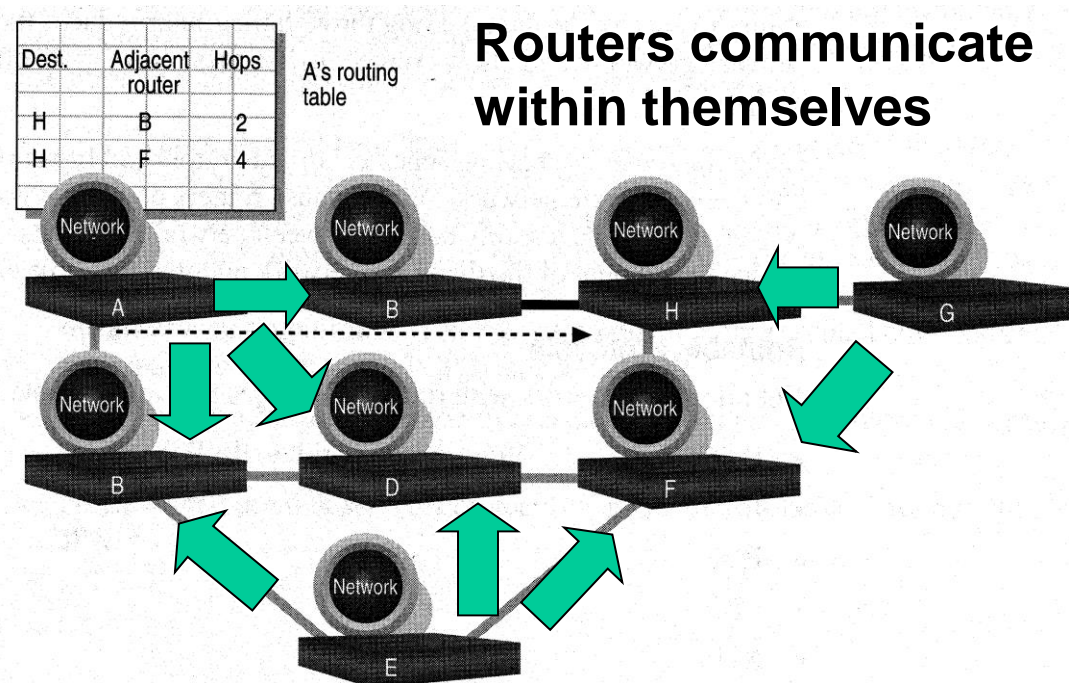 Routers communicate
within themselves
Dest. Adjacent Hops
router
H B 2
H F 4
A's routing
table
Network Network Network Network
A B H G
Network Network Network
B D F
Network
E